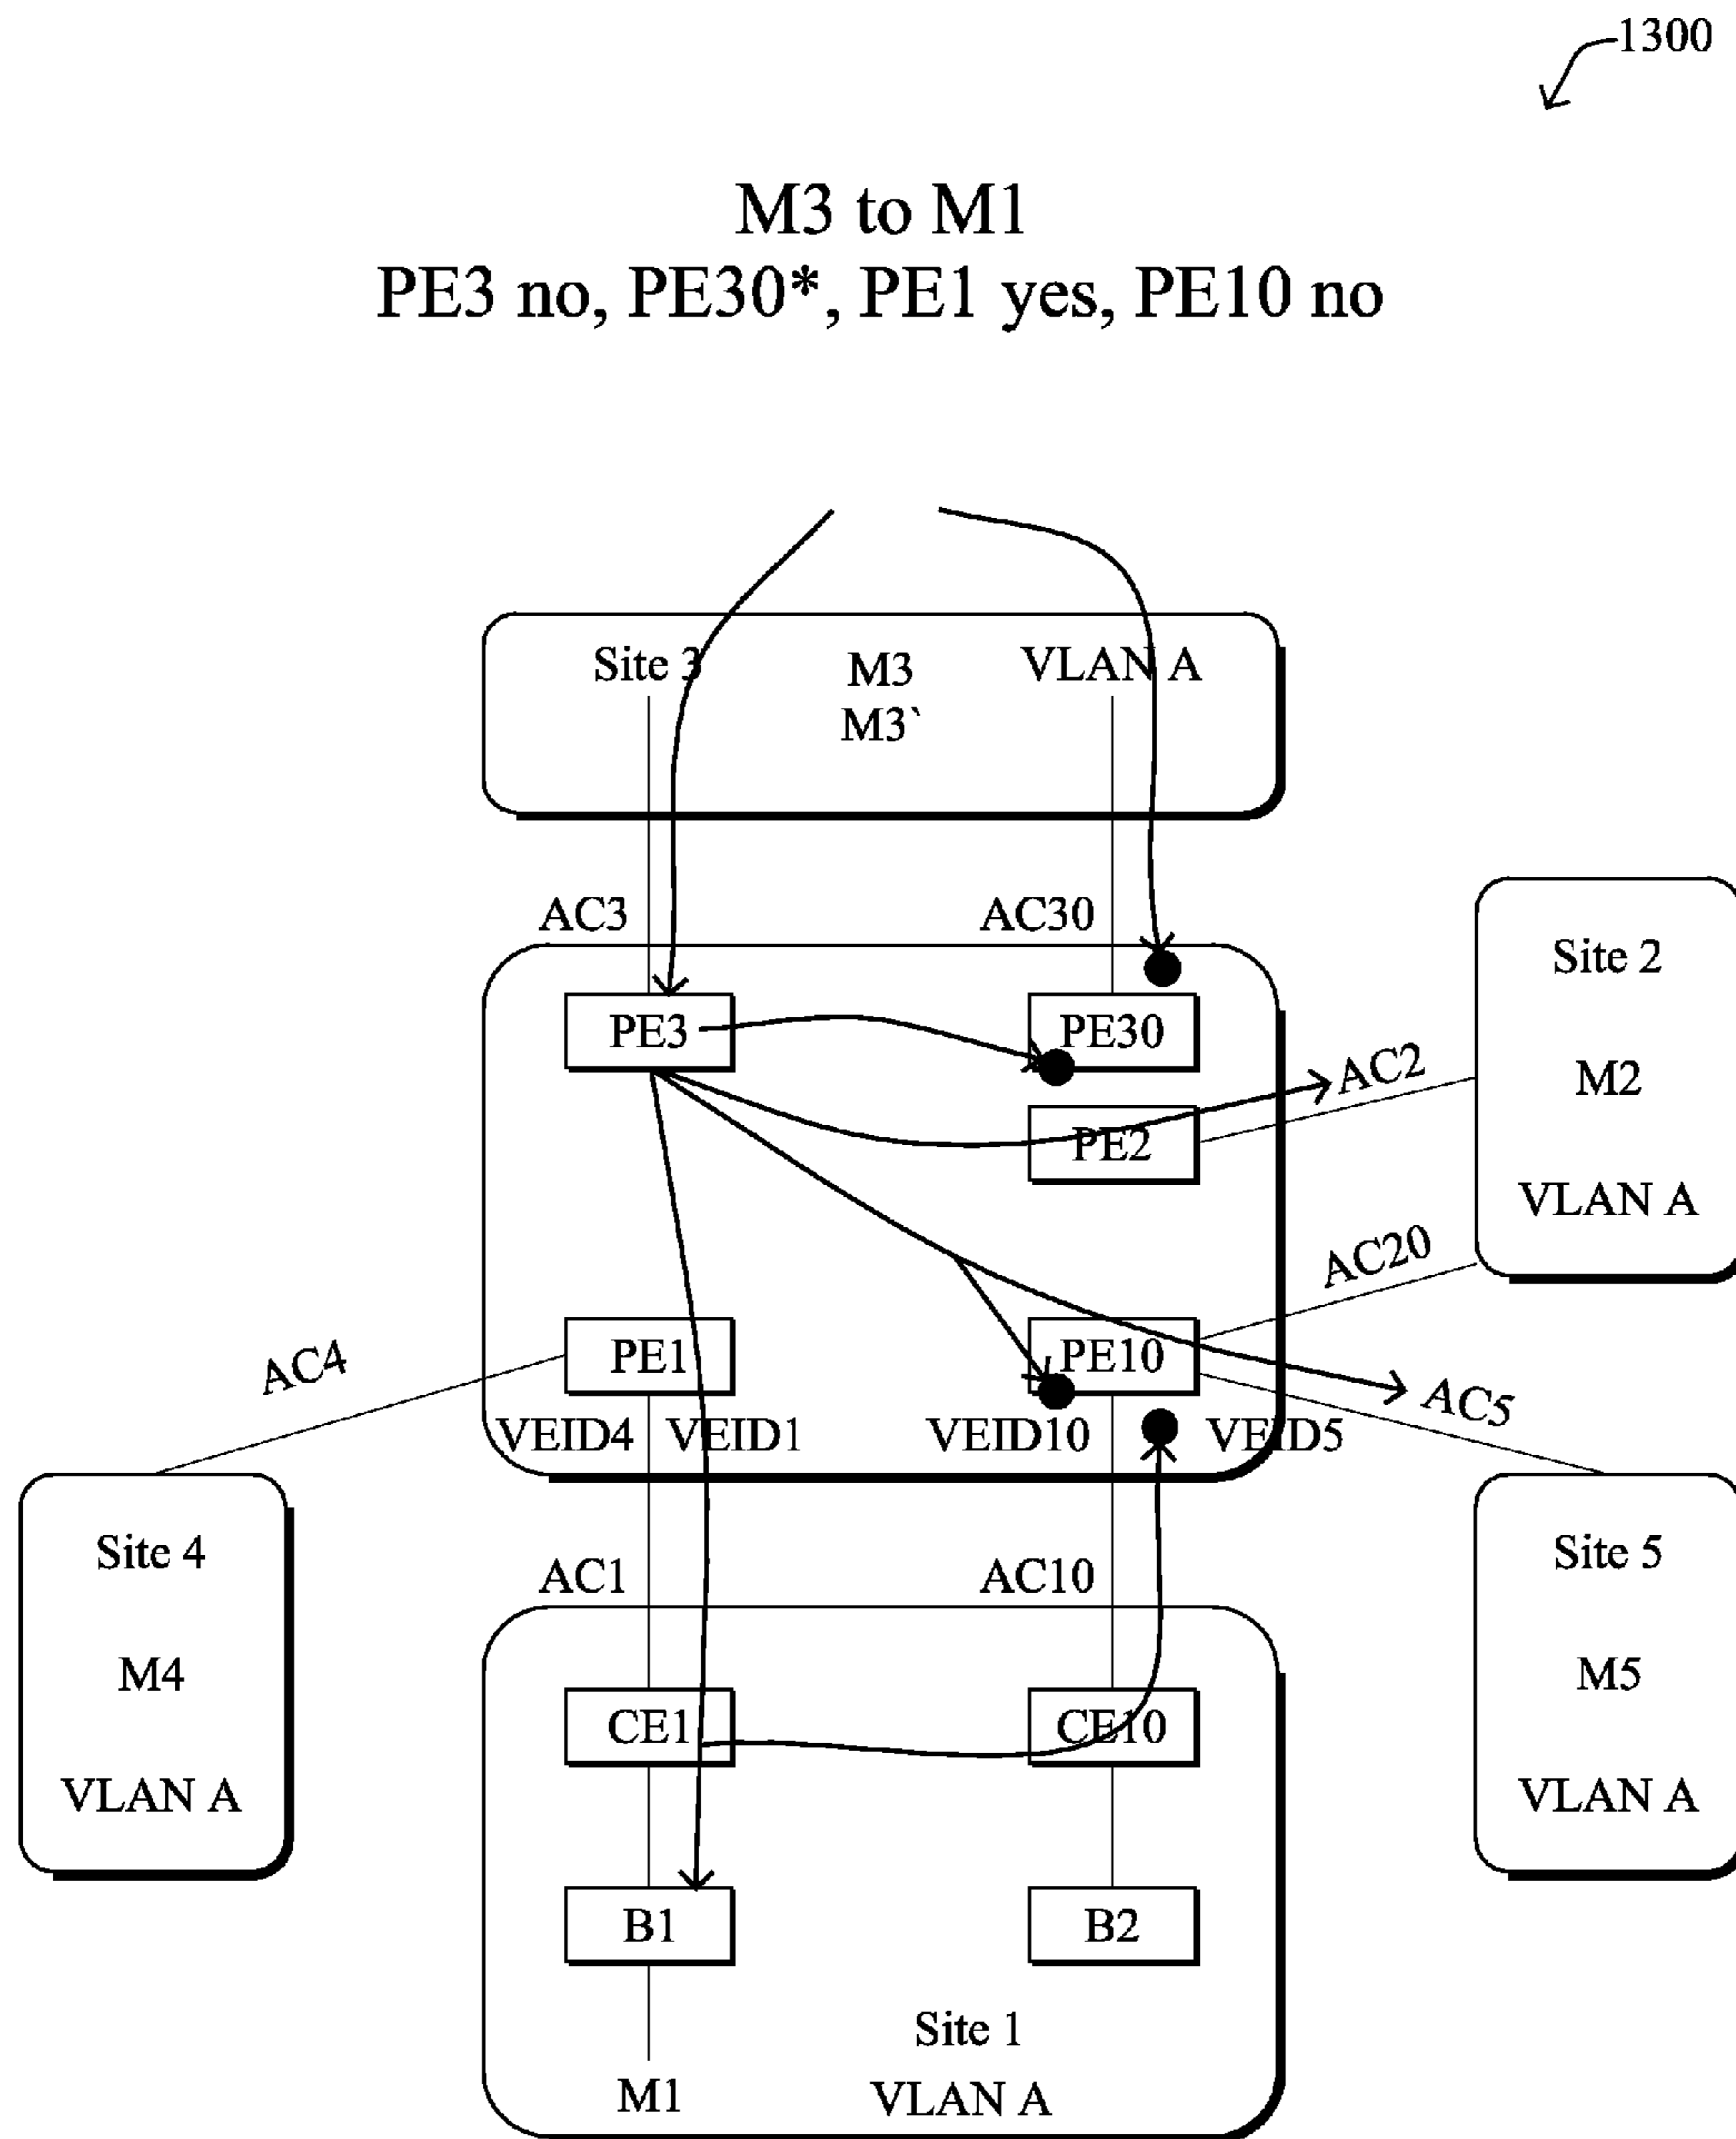 1300
M3 to M1
PE3 no, PE30*, PE1 yes, PE10 no
Site 3
M3
VLAN A
M3`
AC3
AC30
Site 2
PE3
PE30
AC2
M2
PE2
VLAN A
AC20
PE1
PE10
AC4
AC5
VEID4
VEID1
VEID10
VEID5
Site 4
AC1
AC10
Site 5
M4
M5
CE1
CE10
VLAN A
VLAN A
B1
B2
Site 1
M1
VLAN A